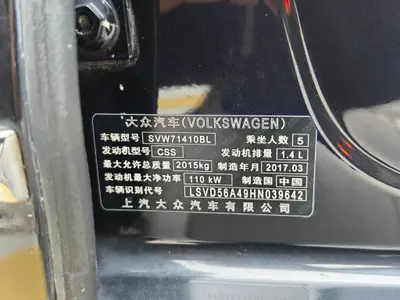 大众汽车(VOLKSWAGEN)
车辆型号 SVW71410BL 乘坐人数 5
发动机型号 CSS 发动机排量 1.4 L
最大允许总质量 2015kg 制造年月 2017.03
发动机最大净功率 110 kW 制造国 中国
车辆识别代号 LSVD56A49HN039642
上汽大众汽车有限公司